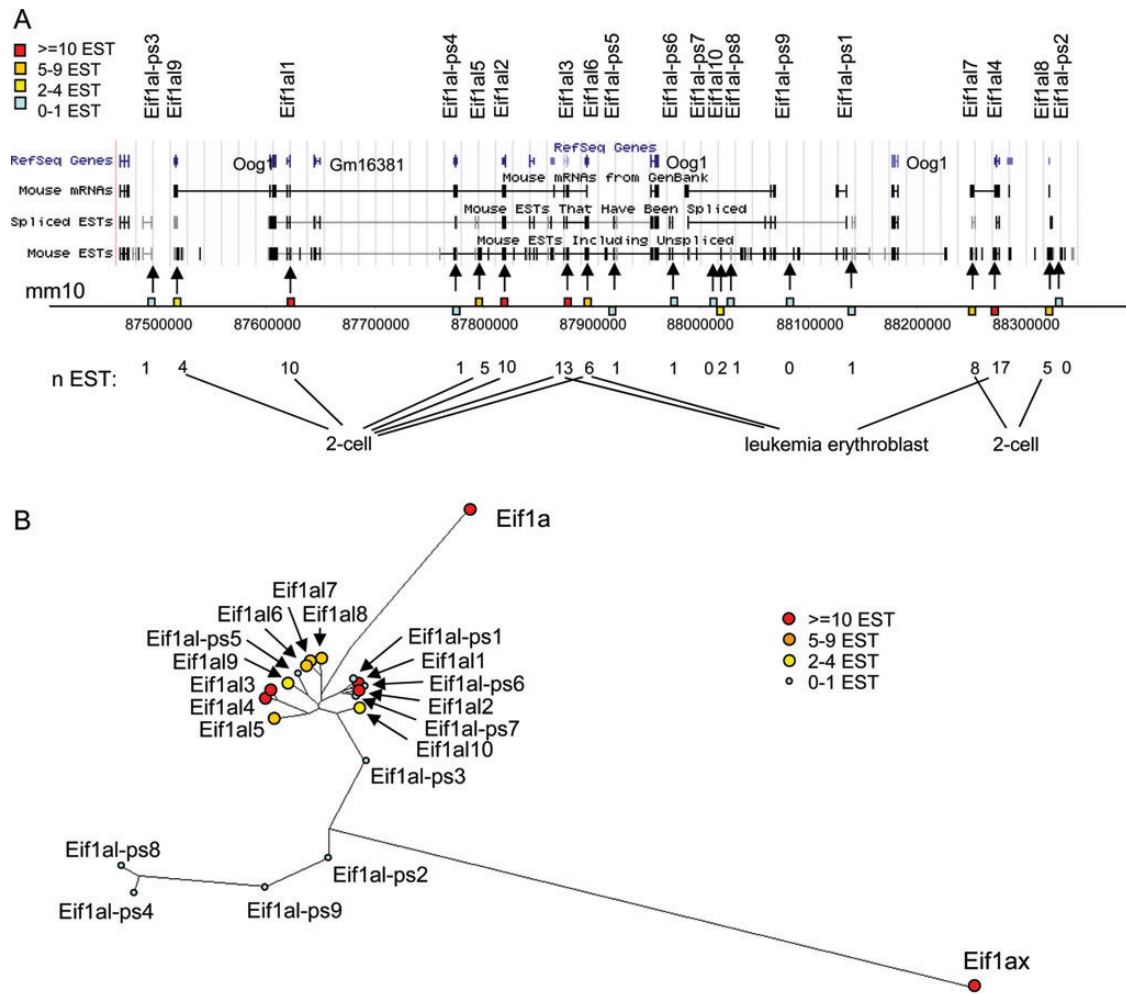 A
>=10 EST
5-9 EST
2-4 EST
0-1 EST
Eif1al-ps3
Eif1al9
Eif1al1
Eif1al-ps4
Eif1al5
Eif1al2
Eif1al3
Eif1al6
Eif1al-ps5
Eif1al-ps6
Eif1al-ps7
Eif1al10
Eif1al-ps8
Eif1al-ps9
Eif1al-ps1
Eif1al7
Eif1al4
Eif1al8
Eif1al-ps2
RefSeq Genes
RefSeq Genes
Oog1 Gm16381 Oog1 Oog1
Mouse mRNAs
Mouse mRNAs from GenBank
Spliced ESTs
Mouse ESTs That Have Been Spliced
Mouse ESTs
Mouse ESTs Including Unspliced
mm10
87500000 87600000 87700000 87800000 87900000 88000000 88100000 88200000 88300000
n EST: 1 4 10 1 5 10 13 6 1 1 0 2 1 0 1 8 17 5 0
2-cell leukemia erythroblast 2-cell
B
Eif1a
Eif1al7
Eif1al6
Eif1al8
Eif1al-ps5
Eif1al9
Eif1al3
Eif1al4
Eif1al5
Eif1al-ps1
Eif1al1
Eif1al-ps6
Eif1al2
Eif1al-ps7
Eif1al10
Eif1al-ps3
>=10 EST
5-9 EST
2-4 EST
0-1 EST
Eif1al-ps8
Eif1al-ps4
Eif1al-ps9
Eif1al-ps2
Eif1ax